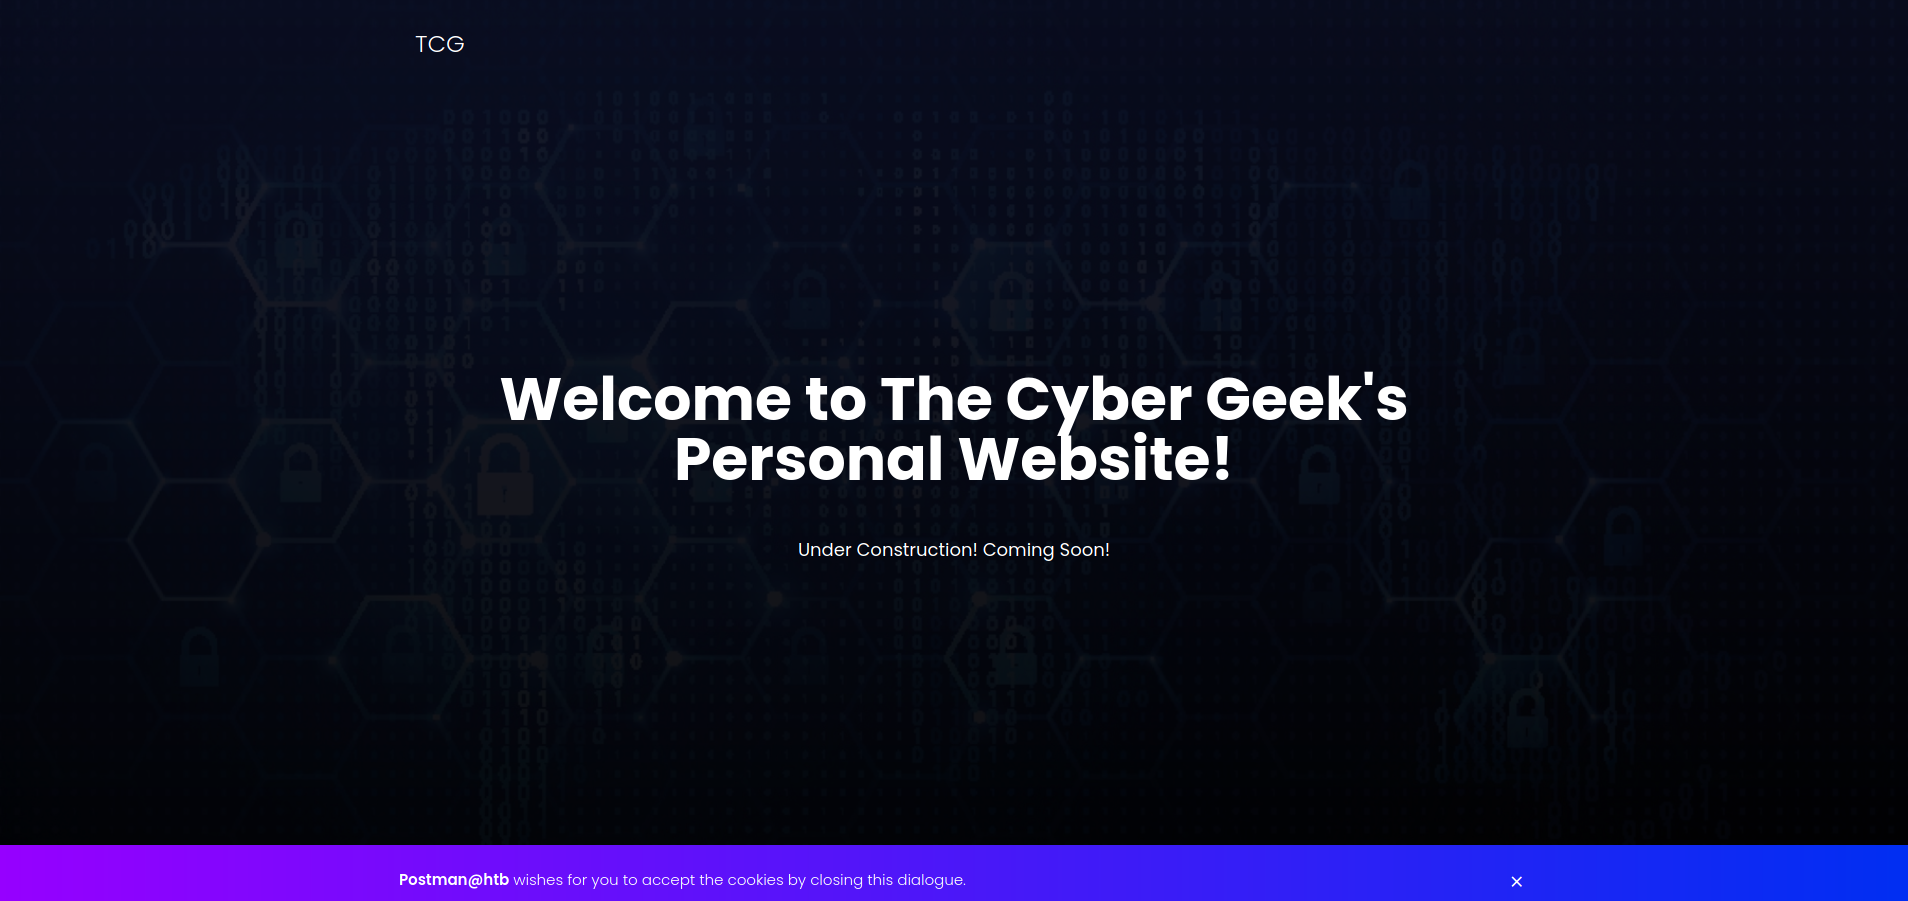 TCG
Welcome to The Cyber Geek's
Personal Website!
Under Construction! Coming Soon!
Postman@htb wishes for you to accept the cookies by closing this dialogue. ×